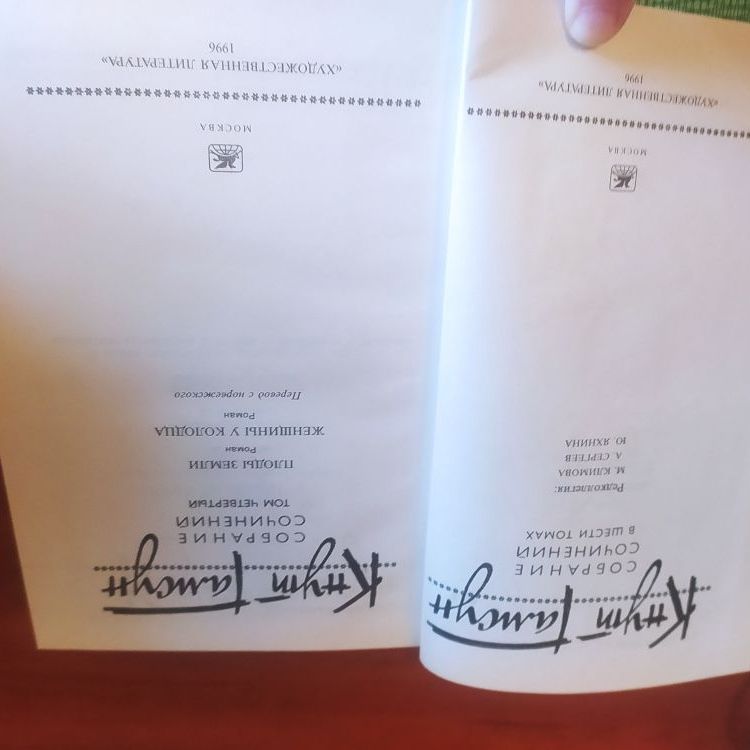 Кнут Гамсун
СОБРАНИЕ
СОЧИНЕНИЙ
В ШЕСТИ ТОМАХ
Редколлегия:
М. КЛИМОВА
А. СЕРГЕЕВ
Ю. ЯХНИНА
МОСКВА
«ХУДОЖЕСТВЕННАЯ ЛИТЕРАТУРА»
1996
Кнут Гамсун
СОБРАНИЕ
СОЧИНЕНИЙ
ТОМ ЧЕТВЕРТЫЙ
ПЛОДЫ ЗЕМЛИ
Роман
ЖЕНЩИНЫ У КОЛОДЦА
Роман
Перевод с норвежского
МОСКВА
«ХУДОЖЕСТВЕННАЯ ЛИТЕРАТУРА»
1996